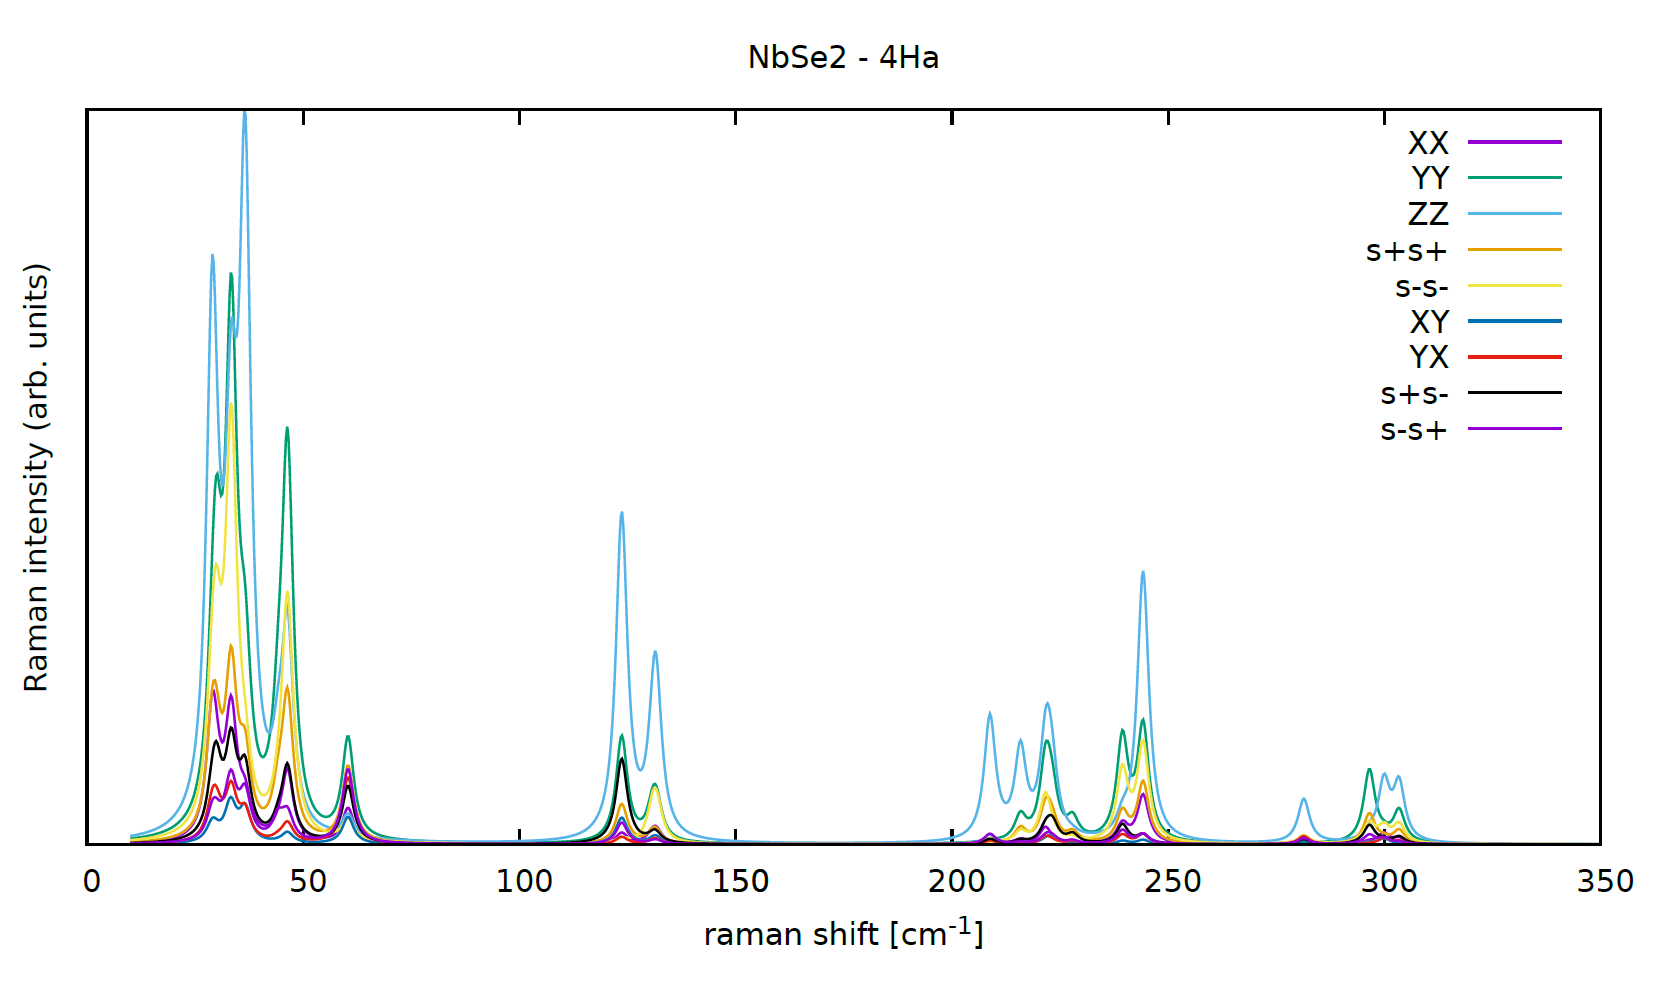 NbSe2 - 4Ha
Raman intensity (arb. units)
XX
YY
ZZ
s+s+
s-s-
XY
YX
s+s-
s-s+
0 50 100 150 200 250 300 350
raman shift [cm⁻¹]